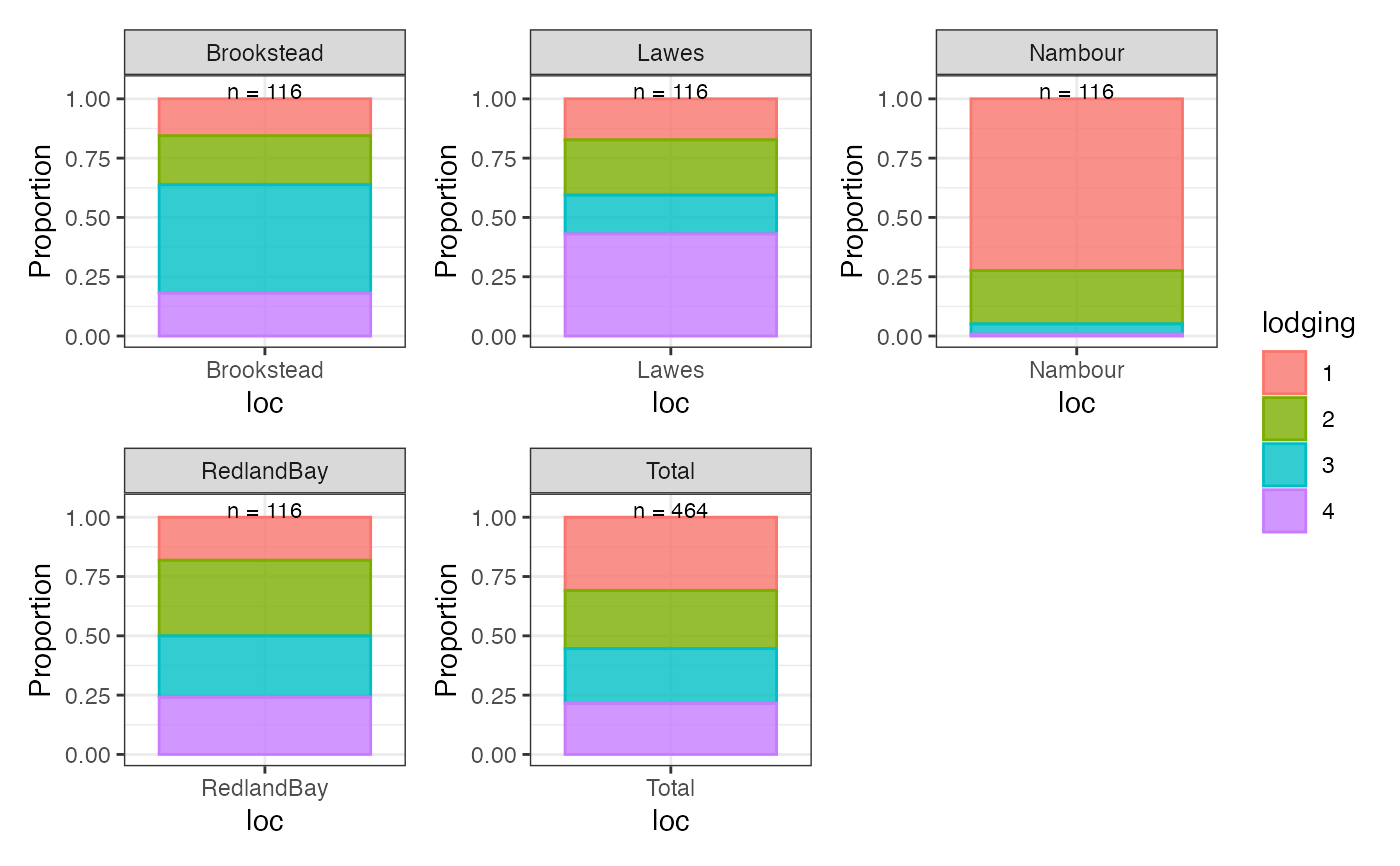 Brookstead
Lawes
Nambour
n = 116
n = 116
n = 116
1.00
0.75
0.50
0.25
0.00
Proportion
1.00
0.75
0.50
0.25
0.00
Proportion
1.00
0.75
0.50
0.25
0.00
Proportion
Brookstead
Lawes
Nambour
loc
loc
loc
lodging
1
2
3
4
RedlandBay
Total
n = 116
n = 464
1.00
0.75
0.50
0.25
0.00
Proportion
1.00
0.75
0.50
0.25
0.00
Proportion
RedlandBay
Total
loc
loc